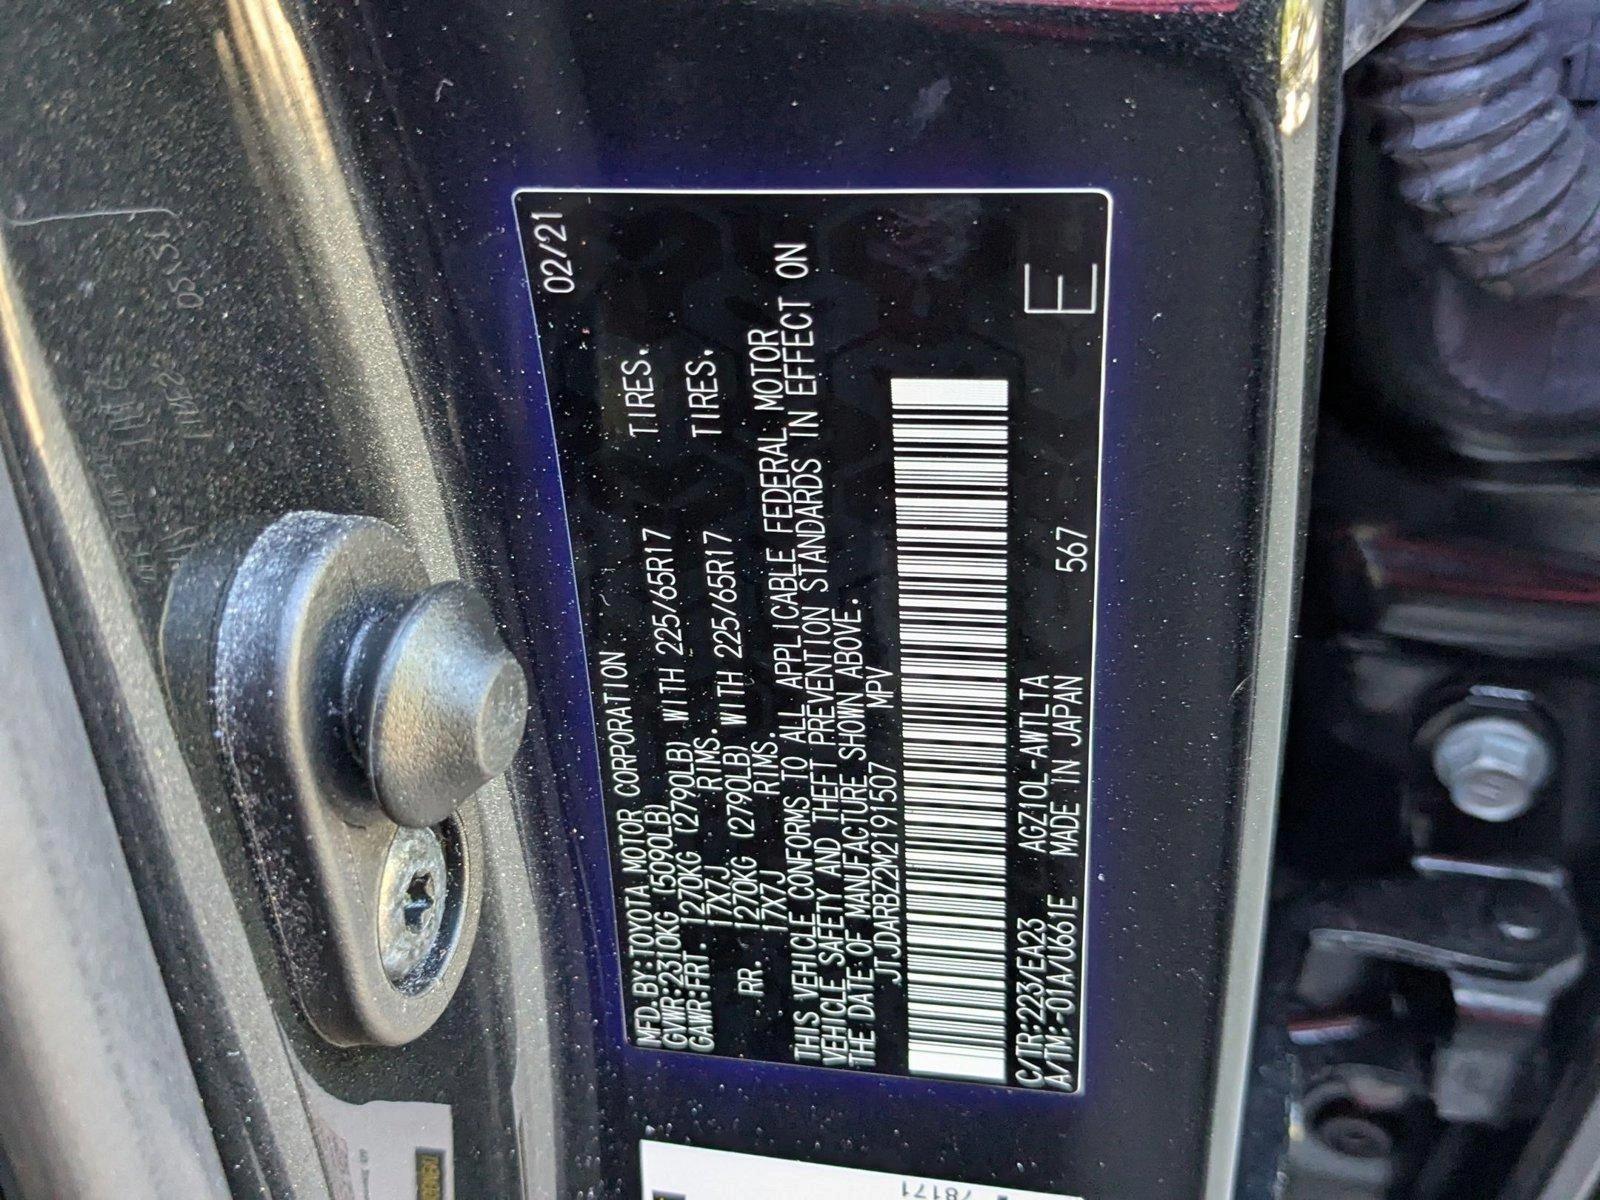 MFD.BY:TOYOTA MOTOR CORPORATION 02/21
GVWR:2310KG (5090LB)
GAWR:FRT. 1270KG (2790LB) WITH 225/65R17 TIRES.
17X7J RIMS.
RR. 1270KG (2790LB) WITH 225/65R17 TIRES.
17X7J RIMS.
THIS VEHICLE CONFORMS TO ALL APPLICABLE FEDERAL MOTOR
VEHICLE SAFETY AND THEFT PREVENTION STANDARDS IN EFFECT ON
THE DATE OF MANUFACTURE SHOWN ABOVE.
JTJDARBZ2M2191507 MPV
C/TR:223/EA23 AGZ10L-AWTLTA E
A/TM:-01A/U661E MADE IN JAPAN 567
78171